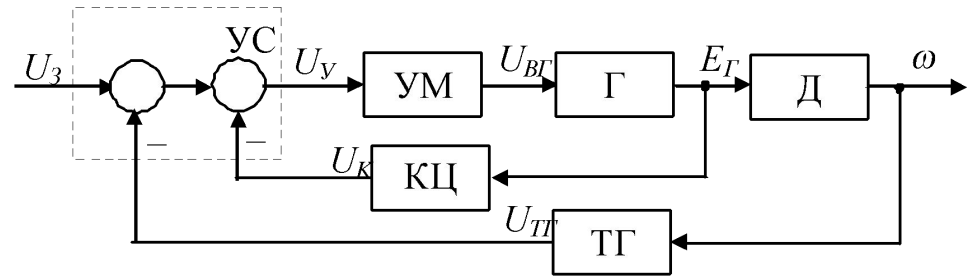 УС
U_З
U_У
УМ
U_ВГ
Г
E_Г
Д
ω
–
–
U_К
КЦ
U_ТГ
ТГ